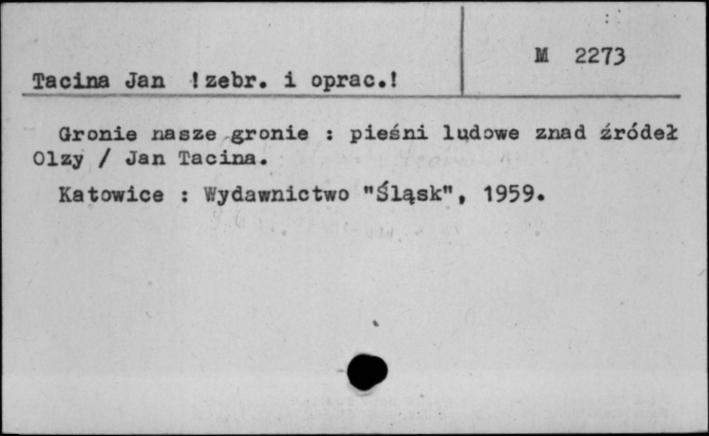 M 2273
Tacina Jan !zebr. i oprac.!
Gronie nasze gronie : pieśni ludowe znad źródeł
Olzy / Jan Tacina.
Katowice : Wydawnictwo "Śląsk", 1959.